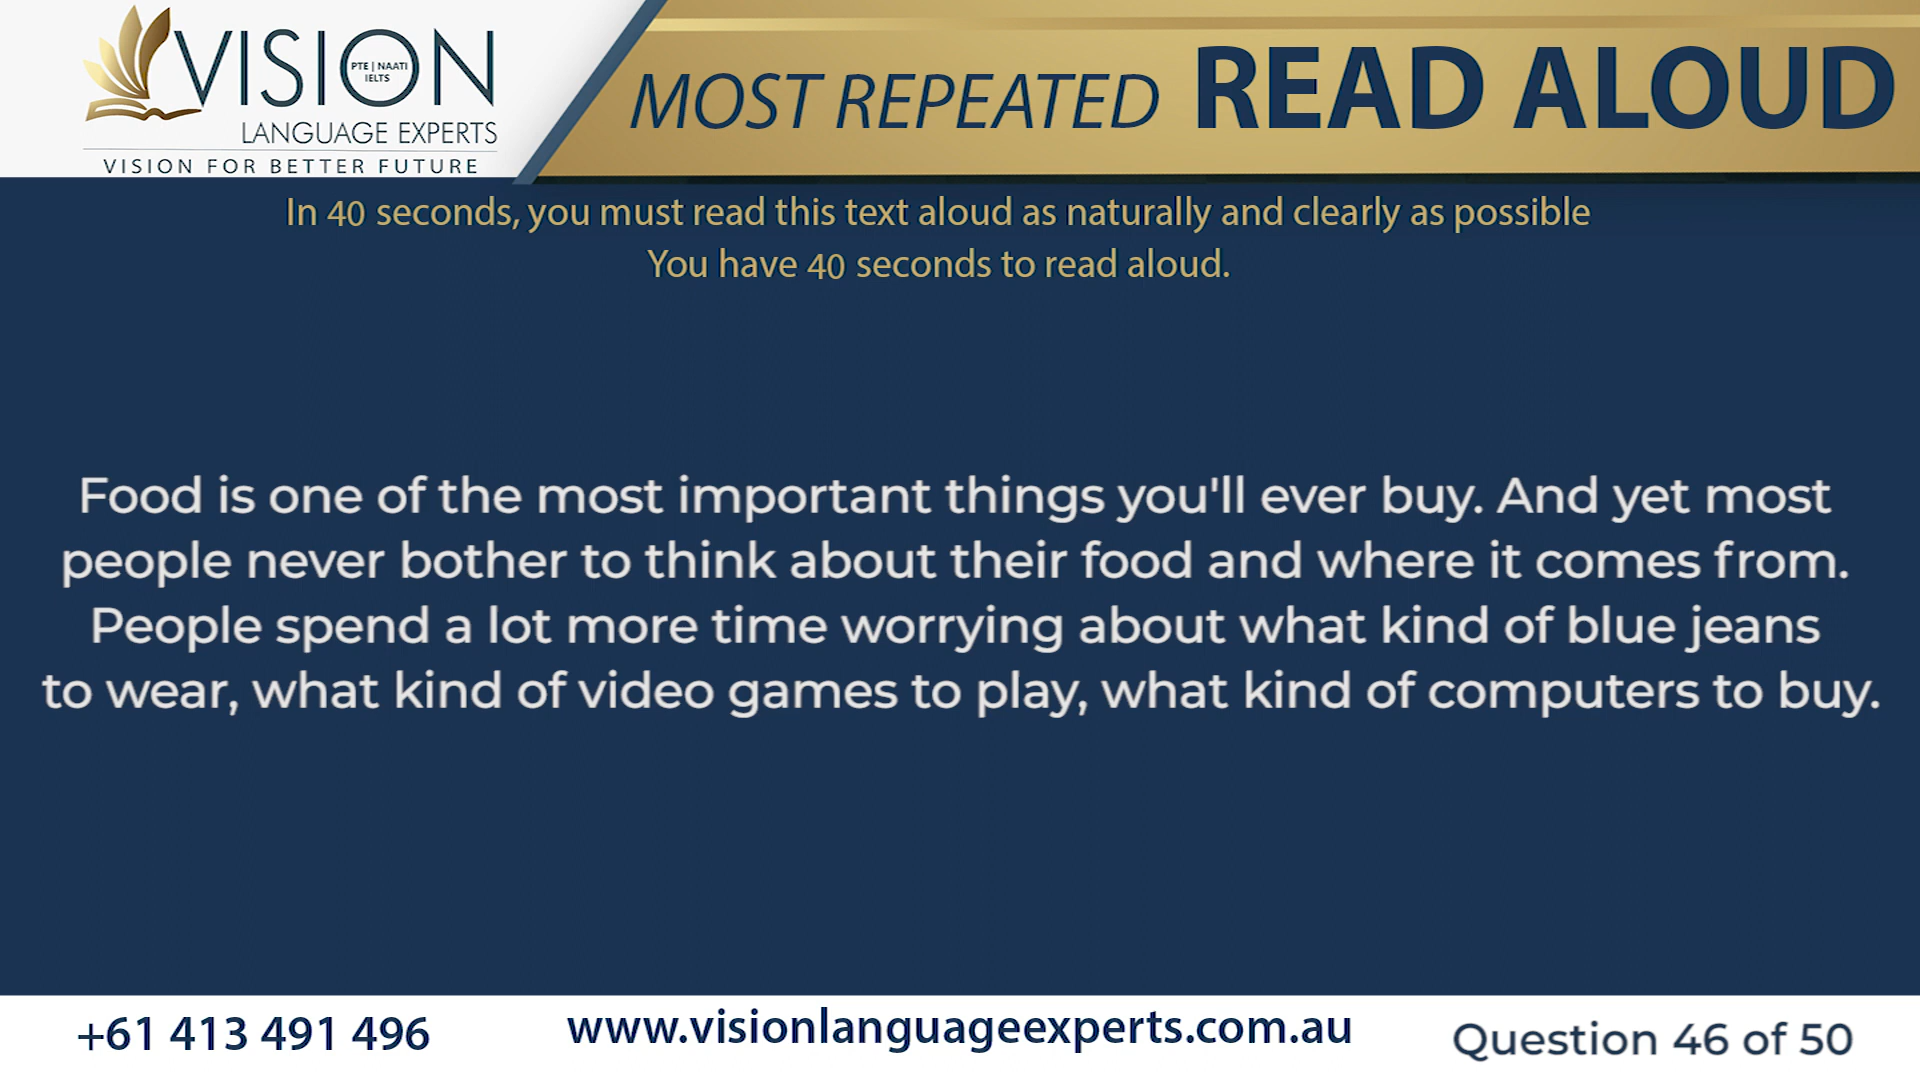 VISION
PTE | NAATI
IELTS
LANGUAGE EXPERTS
VISION FOR BETTER FUTURE
MOST REPEATED READ ALOUD
In 40 seconds, you must read this text aloud as naturally and clearly as possible
You have 40 seconds to read aloud.
Food is one of the most important things you'll ever buy. And yet most
people never bother to think about their food and where it comes from.
People spend a lot more time worrying about what kind of blue jeans
to wear, what kind of video games to play, what kind of computers to buy.
+61 413 491 496
www.visionlanguageexperts.com.au
Question 46 of 50